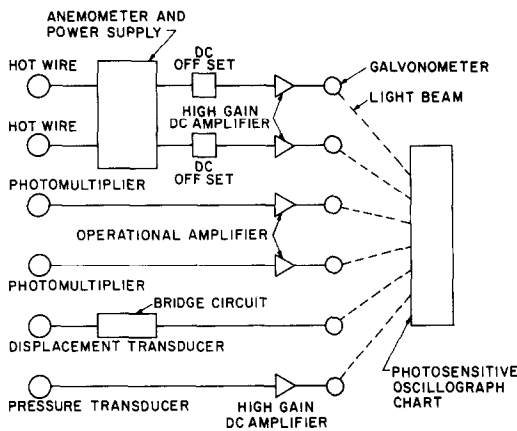 ANEMOMETER AND
POWER SUPPLY
DC
OFF SET
HOT WIRE
GALVONOMETER
LIGHT BEAM
HIGH GAIN
DC AMPLIFIER
HOT WIRE
DC
OFF SET
PHOTOMULTIPLIER
OPERATIONAL AMPLIFIER
PHOTOMULTIPLIER
BRIDGE CIRCUIT
DISPLACEMENT TRANSDUCER
PHOTOSENSITIVE
OSCILLOGRAPH
CHART
PRESSURE TRANSDUCER
HIGH GAIN
DC AMPLIFIER